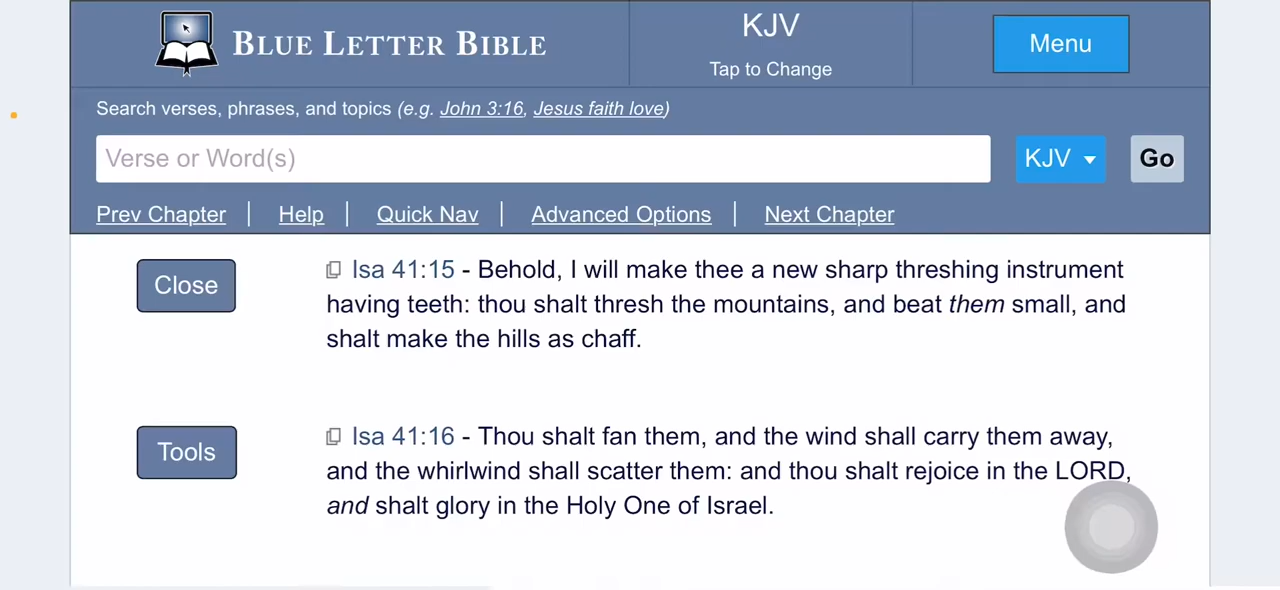 BLUE LETTER BIBLE
KJV
Tap to Change
Menu
Search verses, phrases, and topics (e.g. John 3:16, Jesus faith love)
Verse or Word(s)
KJV
Go
Prev Chapter | Help | Quick Nav | Advanced Options | Next Chapter
Close
Isa 41:15 - Behold, I will make thee a new sharp threshing instrument
having teeth: thou shalt thresh the mountains, and beat them small, and
shalt make the hills as chaff.
Tools
Isa 41:16 - Thou shalt fan them, and the wind shall carry them away,
and the whirlwind shall scatter them: and thou shalt rejoice in the LORD,
and shalt glory in the Holy One of Israel.